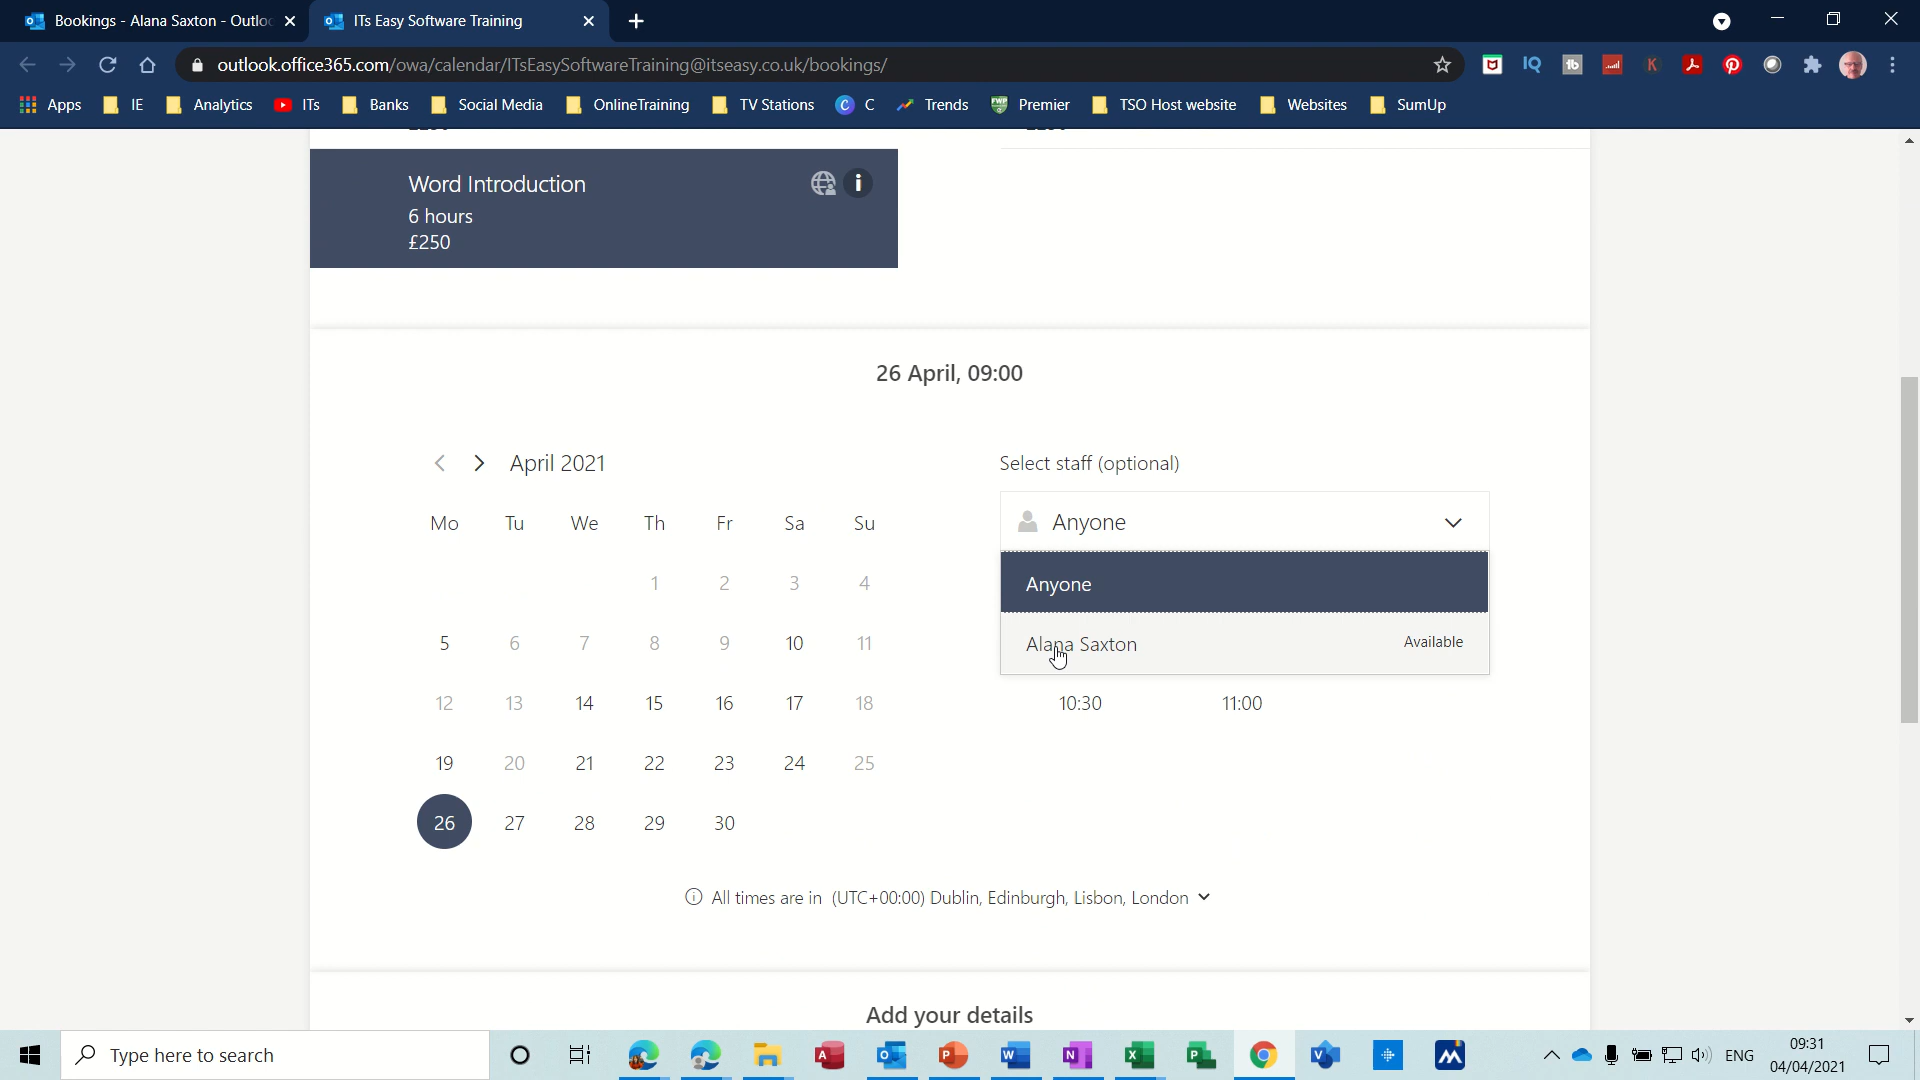 Bookings - Alana Saxton - Outlo
ITs Easy Software Training
outlook.office365.com/owa/calendar/ITsEasySoftwareTraining@itseasy.co.uk/bookings/
Apps IE Analytics ITs Banks Social Media OnlineTraining TV Stations C Trends Premier TSO Host website Websites SumUp
Word Introduction
6 hours
£250
26 April, 09:00
April 2021
Mo Tu We Th Fr Sa Su
1 2 3 4
5 6 7 8 9 10 11
12 13 14 15 16 17 18
19 20 21 22 23 24 25
26 27 28 29 30
Select staff (optional)
Anyone
Anyone
Alana Saxton Available
10:30 11:00
All times are in (UTC+00:00) Dublin, Edinburgh, Lisbon, London
Add your details
Type here to search
ENG
09:31
04/04/2021